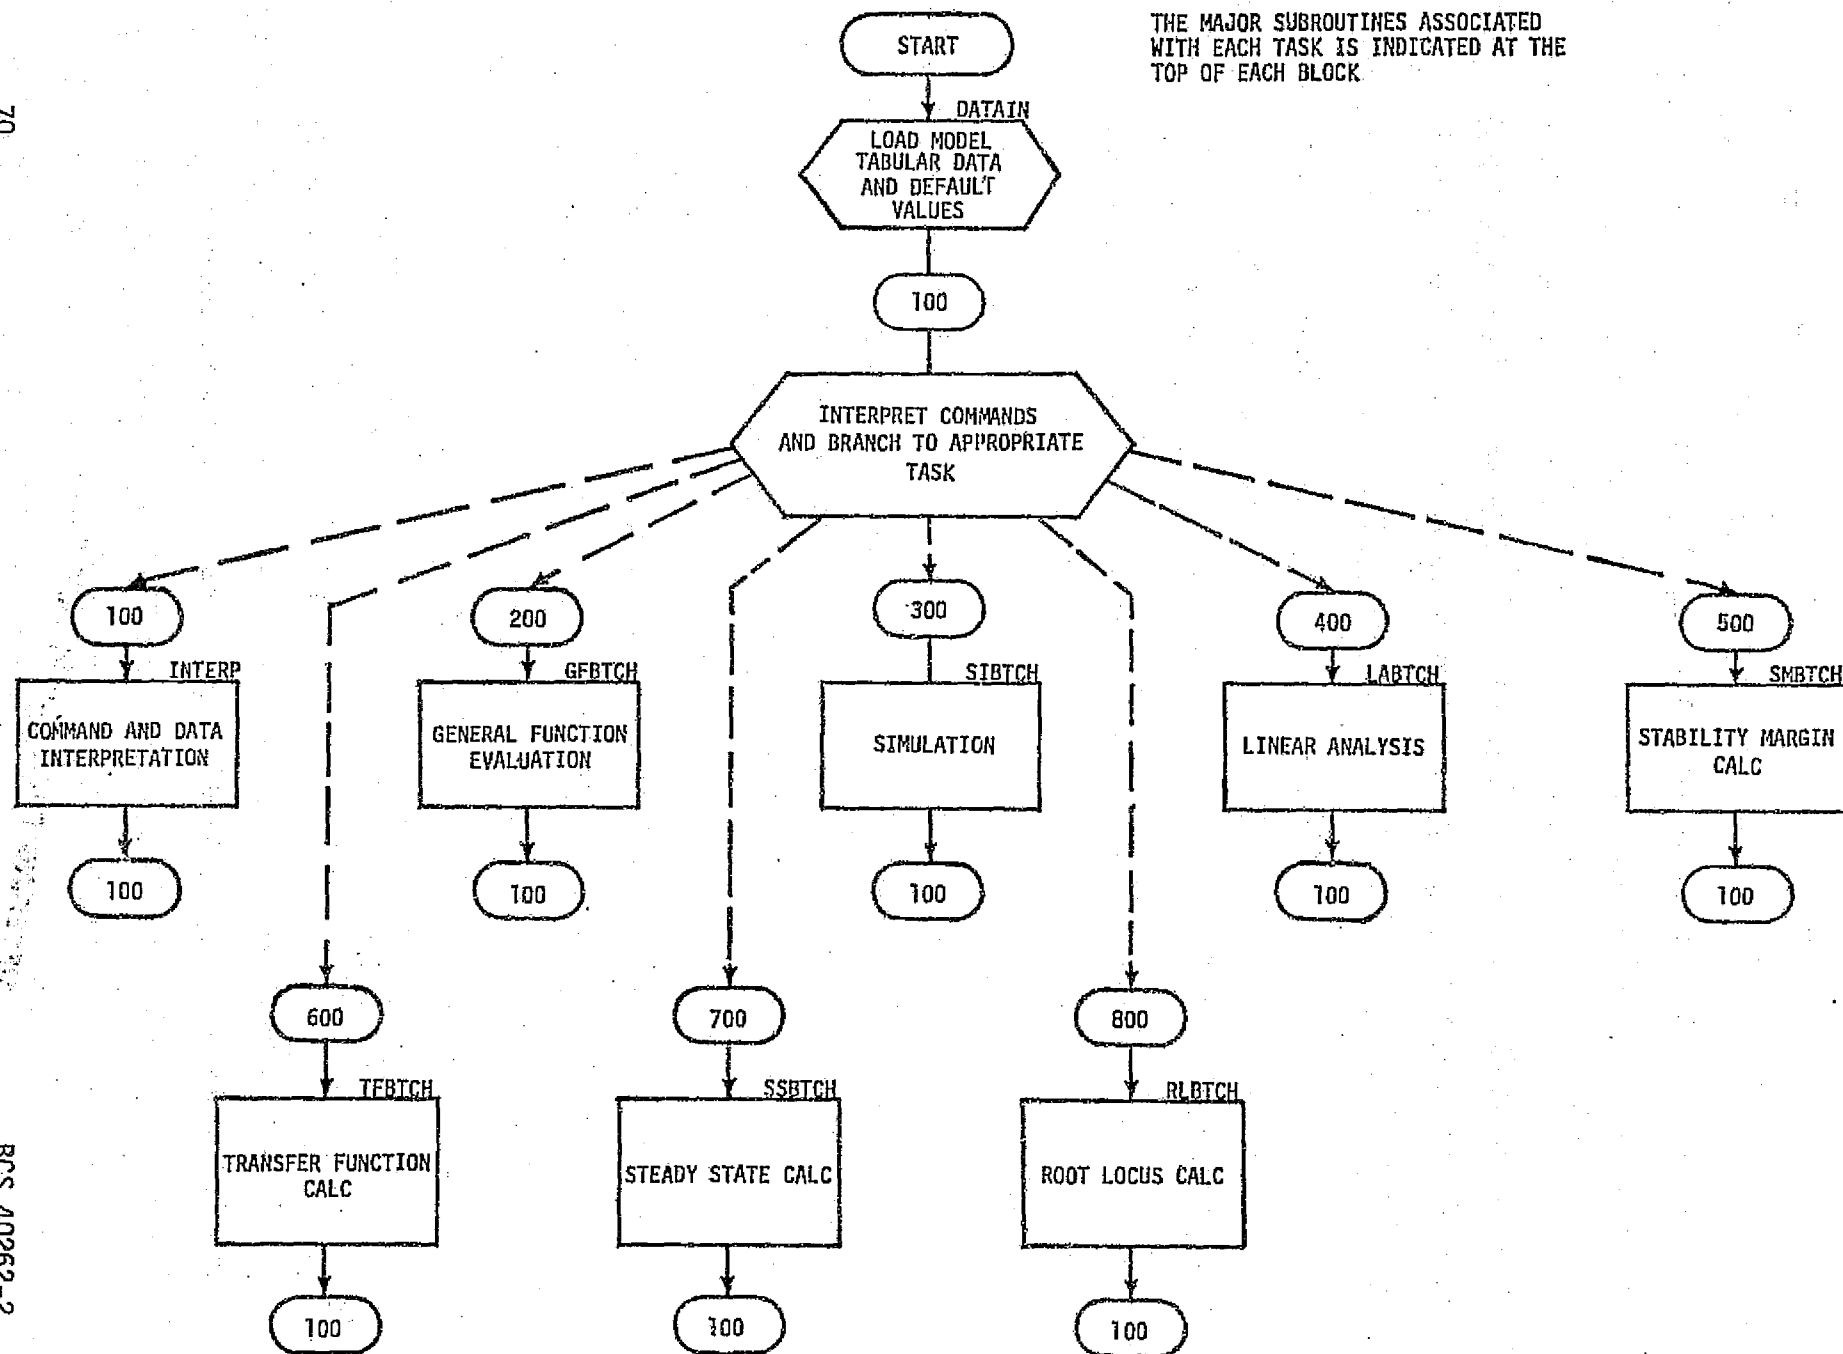 START
THE MAJOR SUBROUTINES ASSOCIATED
WITH EACH TASK IS INDICATED AT THE
TOP OF EACH BLOCK
70
DATAIN
LOAD MODEL
TABULAR DATA
AND DEFAULT
VALUES
100
INTERPRET COMMANDS
AND BRANCH TO APPROPRIATE
TASK
100
200
300
400
500
INTERP
GFBTCH
SIBTCH
LABTCH
SMBTCH
COMMAND AND DATA
INTERPRETATION
GENERAL FUNCTION
EVALUATION
SIMULATION
LINEAR ANALYSIS
STABILITY MARGIN
CALC
100
100
100
100
100
600
700
800
TFBTCH
SSBTCH
RLBTCH
TRANSFER FUNCTION
CALC
STEADY STATE CALC
ROOT LOCUS CALC
100
100
100
BCS 40262-2